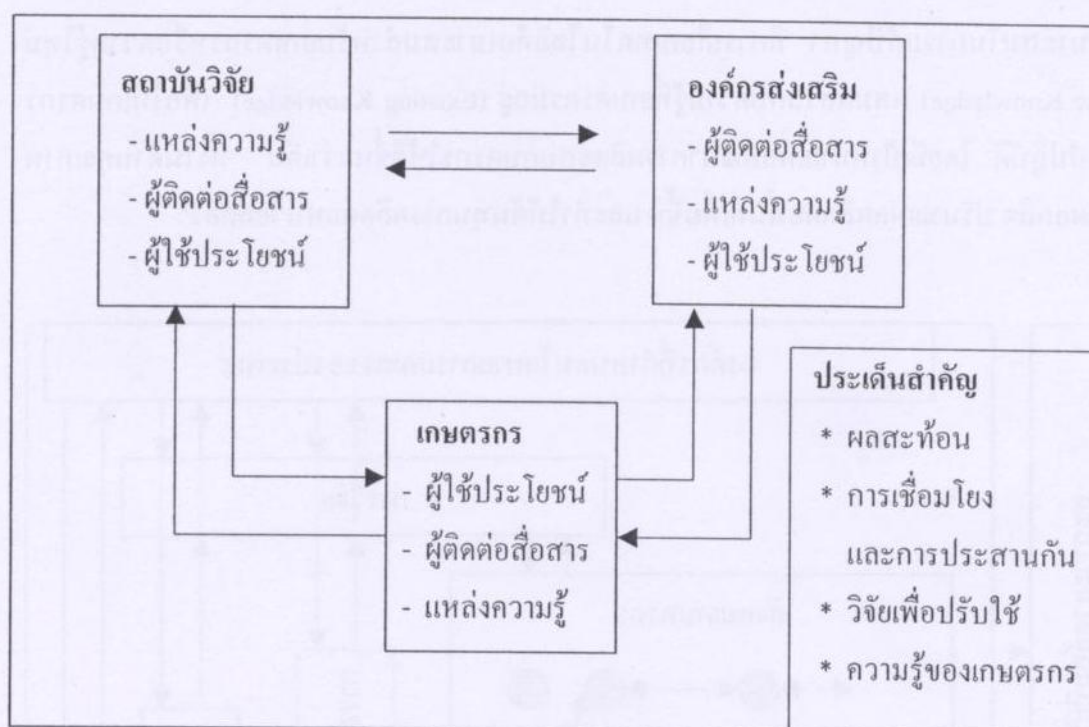 สถาบันวิจัย
- แหล่งความรู้
- ผู้ติดต่อสื่อสาร
- ผู้ใช้ประโยชน์
องค์กรส่งเสริม
- ผู้ติดต่อสื่อสาร
- แหล่งความรู้
- ผู้ใช้ประโยชน์
เกษตรกร
- ผู้ใช้ประโยชน์
- ผู้ติดต่อสื่อสาร
- แหล่งความรู้
ประเด็นสำคัญ
* ผลสะท้อน
* การเชื่อมโยง
และการประสานกัน
* วิจัยเพื่อปรับใช้
* ความรู้ของเกษตรกร